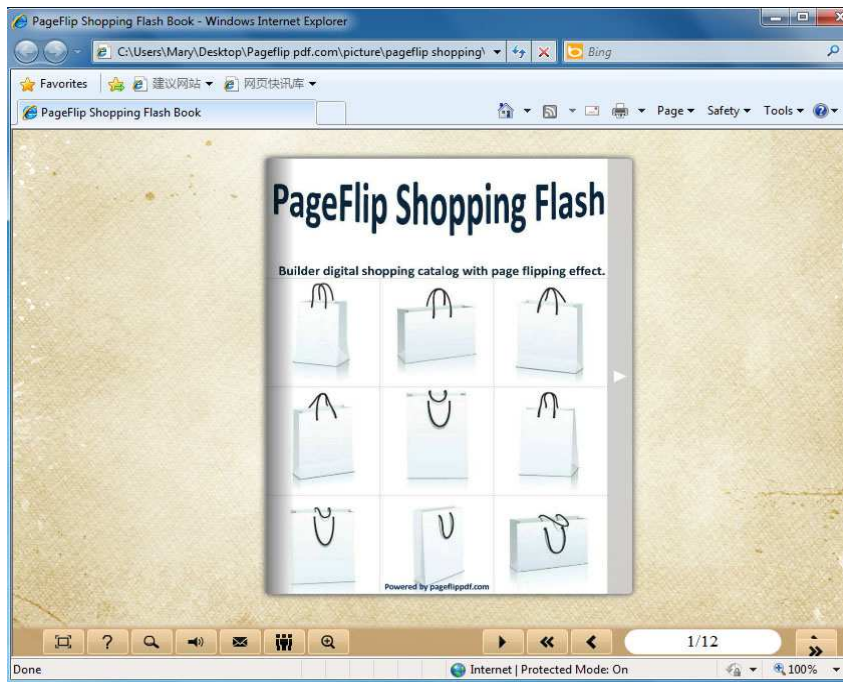 PageFlip Shopping Flash Book - Windows Internet Explorer
C:\Users\Mary\Desktop\Pageflip pdf.com\picture\pageflip shopping\
Bing
Favorites
建议网站
网页快讯库
PageFlip Shopping Flash Book
Page
Safety
Tools
PageFlip Shopping Flash
Builder digital shopping catalog with page flipping effect.
Powered by pageflippdf.com
1/12
Done
Internet | Protected Mode: On
100%